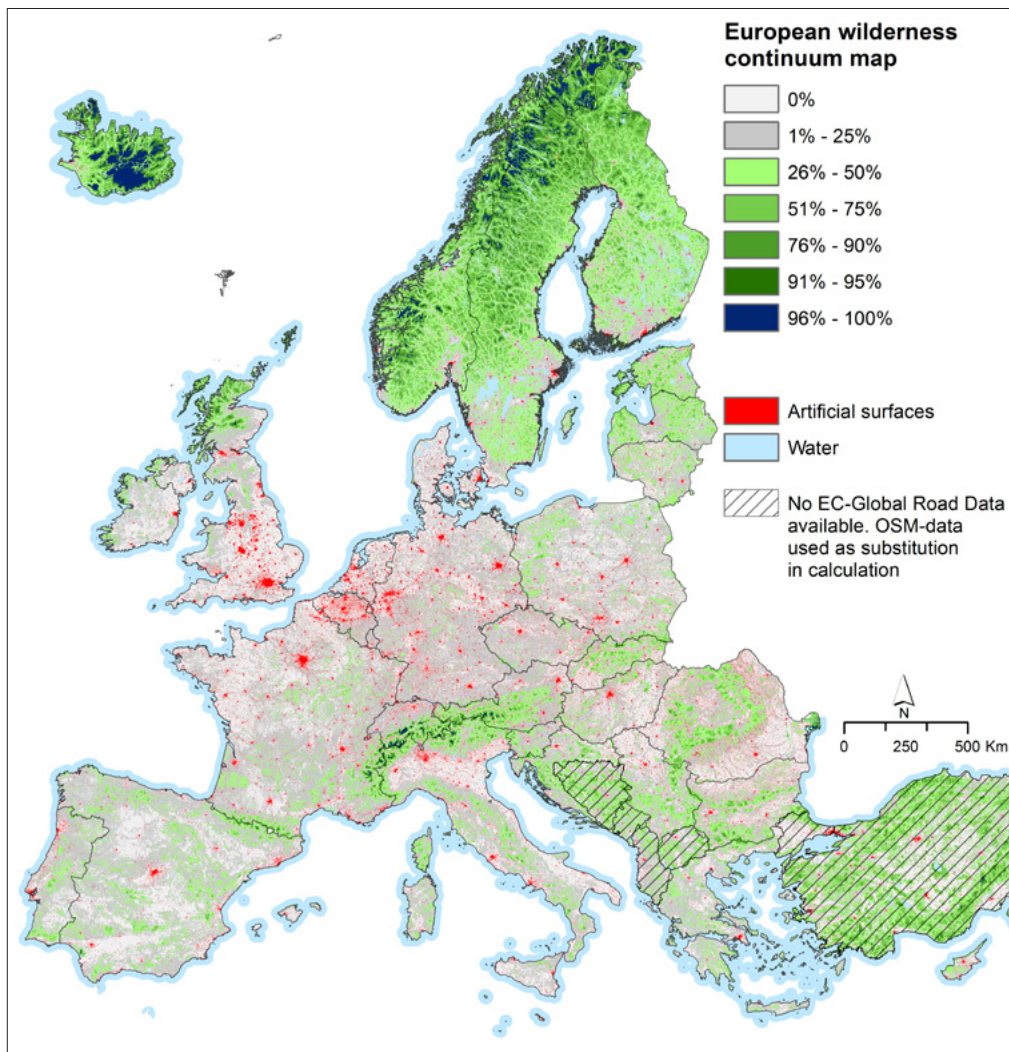 European wilderness
continuum map
0%
1% - 25%
26% - 50%
51% - 75%
76% - 90%
91% - 95%
96% - 100%
Artificial surfaces
Water
No EC-Global Road Data
available. OSM-data
used as substitution
in calculation
N
0 250 500 Km